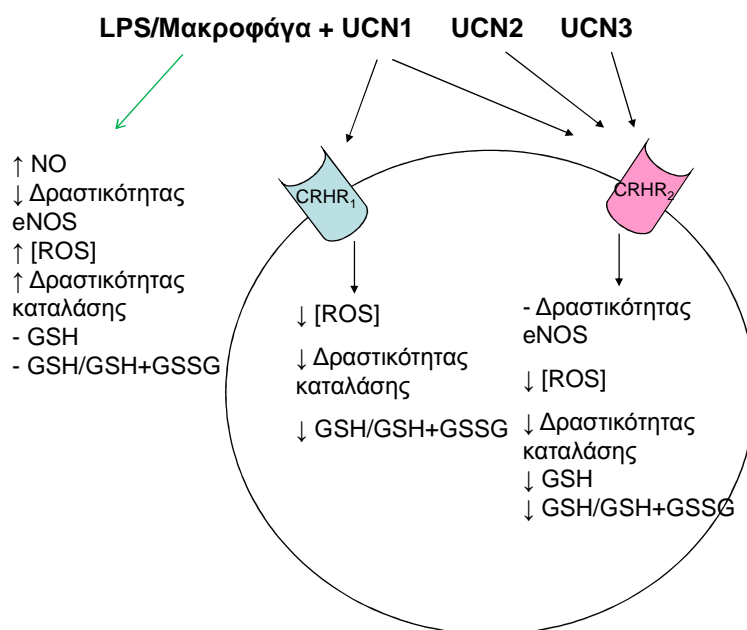 LPS/Μακροφάγα + UCN1 UCN2 UCN3
↑ NO
↓ Δραστικότητας
eNOS
↑ [ROS]
↑ Δραστικότητας
καταλάσης
- GSH
- GSH/GSH+GSSG
CRHR₁
↓ [ROS]
↓ Δραστικότητας
καταλάσης
↓ GSH/GSH+GSSG
CRHR₂
- Δραστικότητας
eNOS
↓ [ROS]
↓ Δραστικότητας
καταλάσης
↓ GSH
↓ GSH/GSH+GSSG